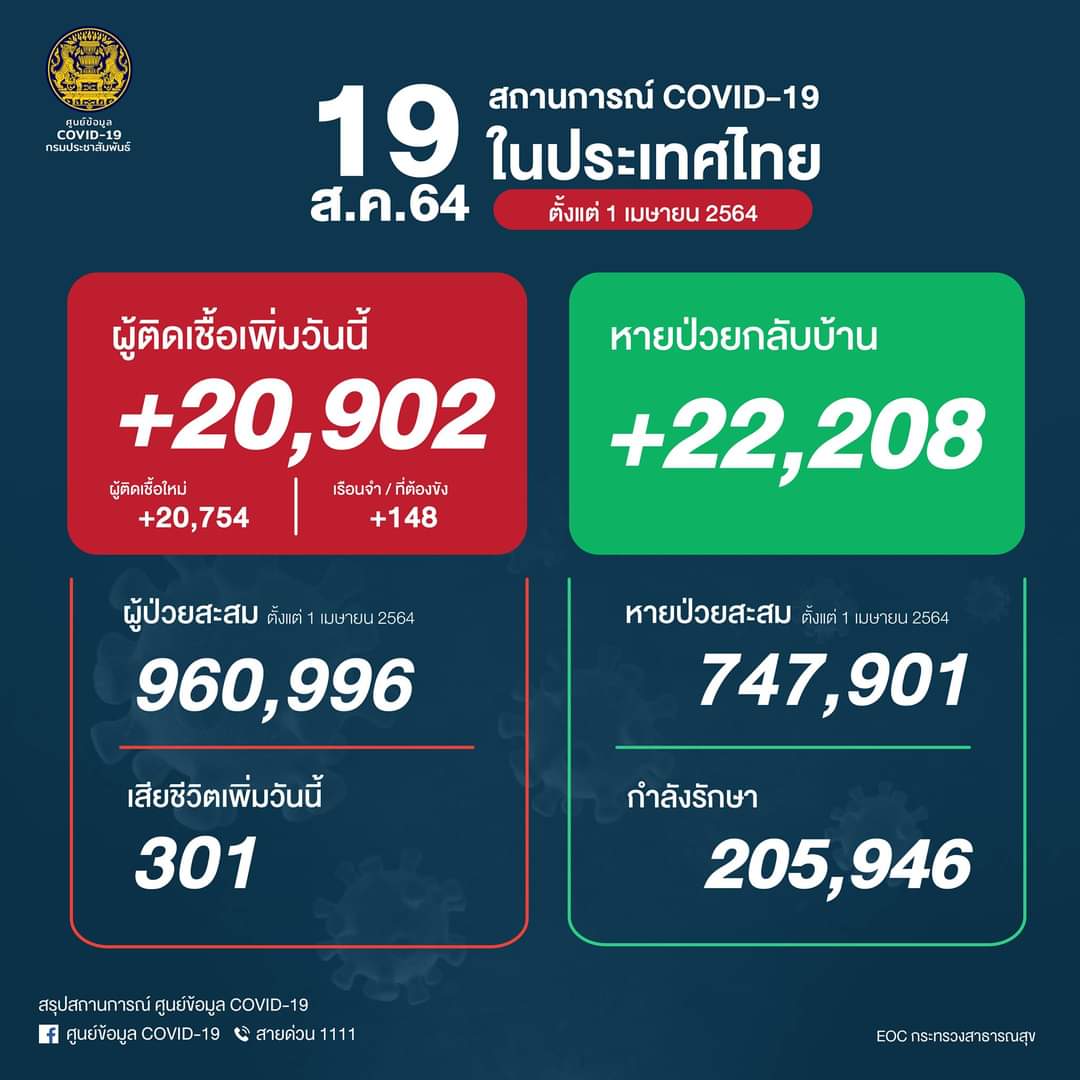 ศูนย์ข้อมูล
COVID-19
กรมประชาสัมพันธ์
19
ส.ค.64
สถานการณ์ COVID-19
ในประเทศไทย
ตั้งแต่ 1 เมษายน 2564
ผู้ติดเชื้อเพิ่มวันนี้
+20,902
ผู้ติดเชื้อใหม่
+20,754
เรือนจำ / ที่ต้องขัง
+148
หายป่วยกลับบ้าน
+22,208
ผู้ป่วยสะสม ตั้งแต่ 1 เมษายน 2564
960,996
เสียชีวิตเพิ่มวันนี้
301
หายป่วยสะสม ตั้งแต่ 1 เมษายน 2564
747,901
กำลังรักษา
205,946
สรุปสถานการณ์ ศูนย์ข้อมูล COVID-19
ศูนย์ข้อมูล COVID-19 สายด่วน 1111
EOC กระทรวงสาธารณสุข